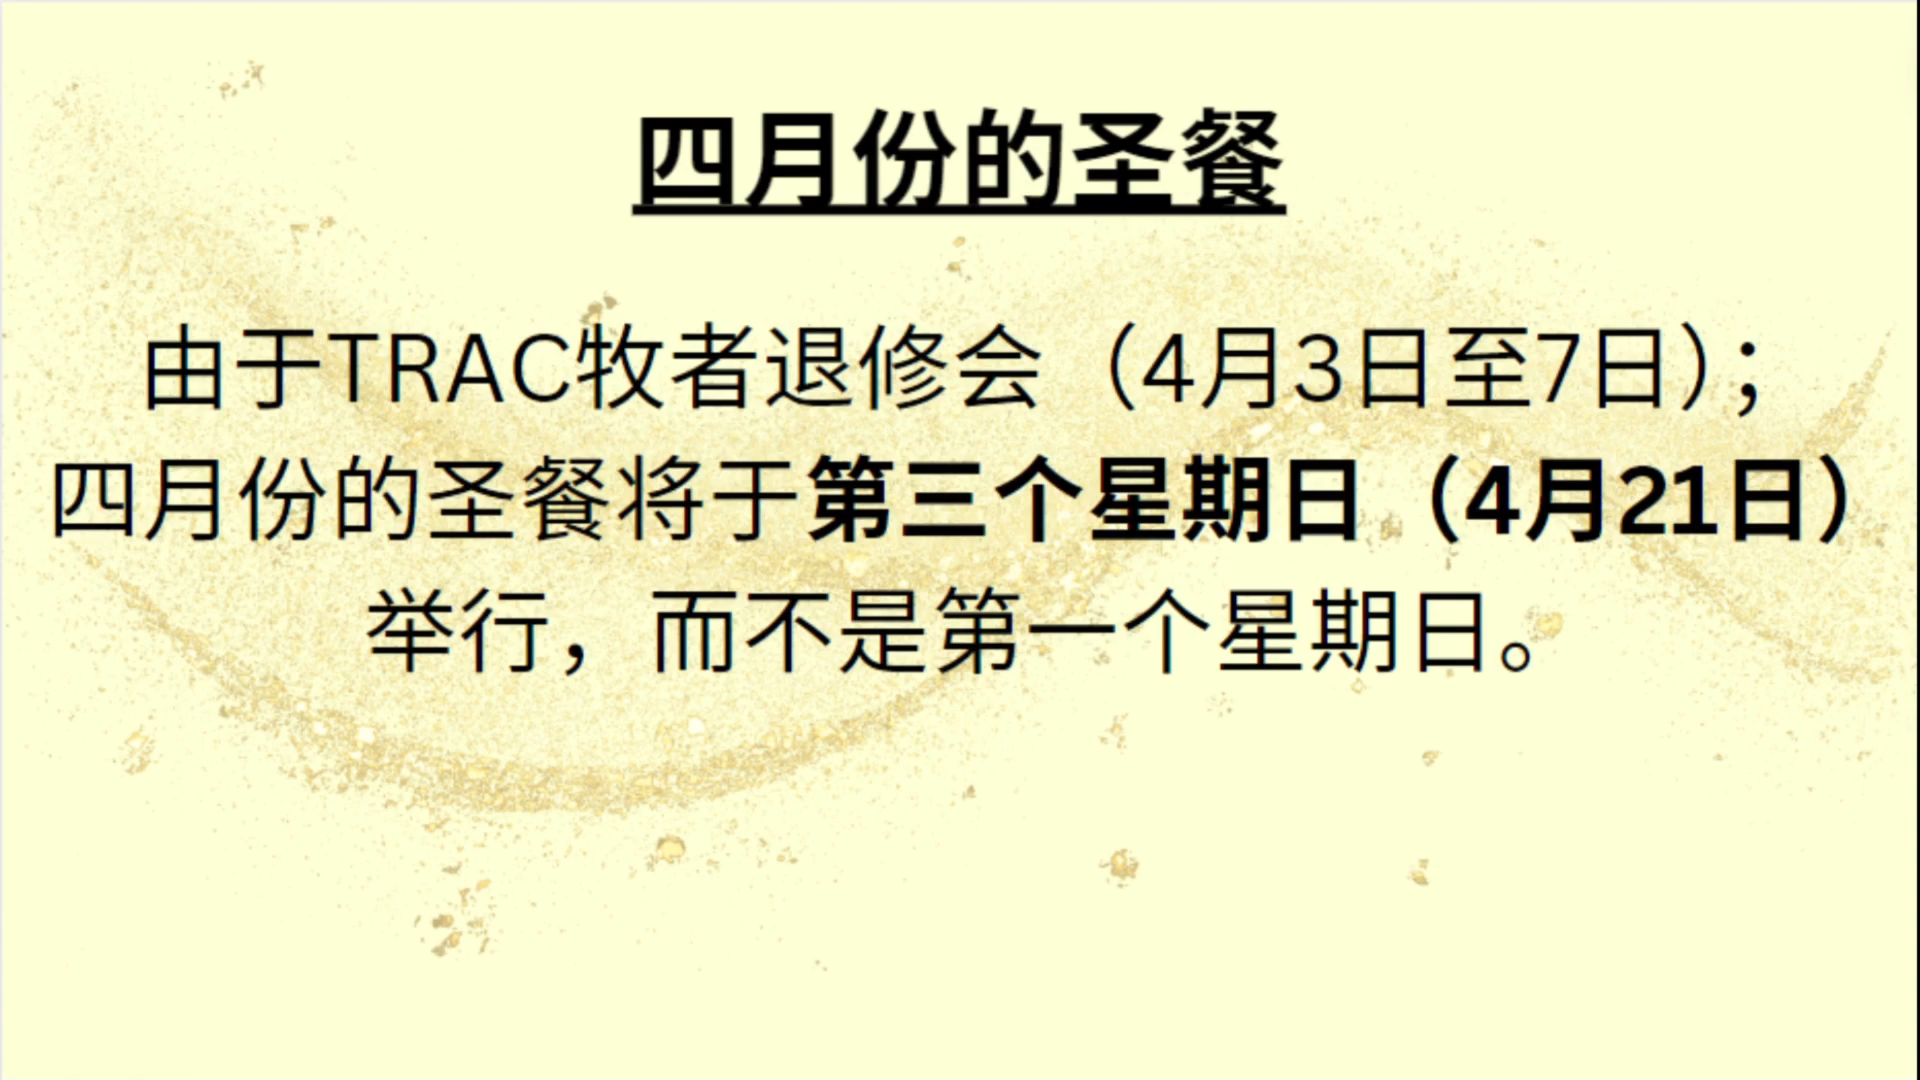 四月份的圣餐
由于TRAC牧者退修会（4月3日至7日）；
四月份的圣餐将于第三个星期日（4月21日）
举行，而不是第一个星期日。